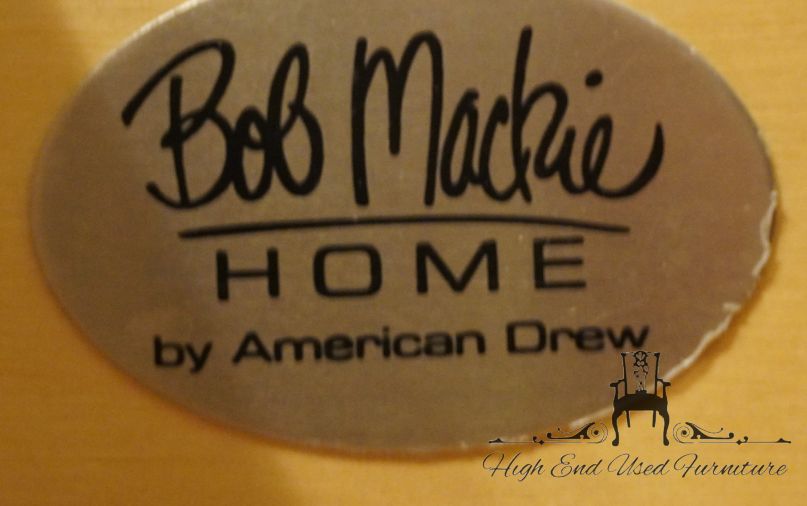 Bob Mackie
HOME
by American Drew
High End Used Furniture